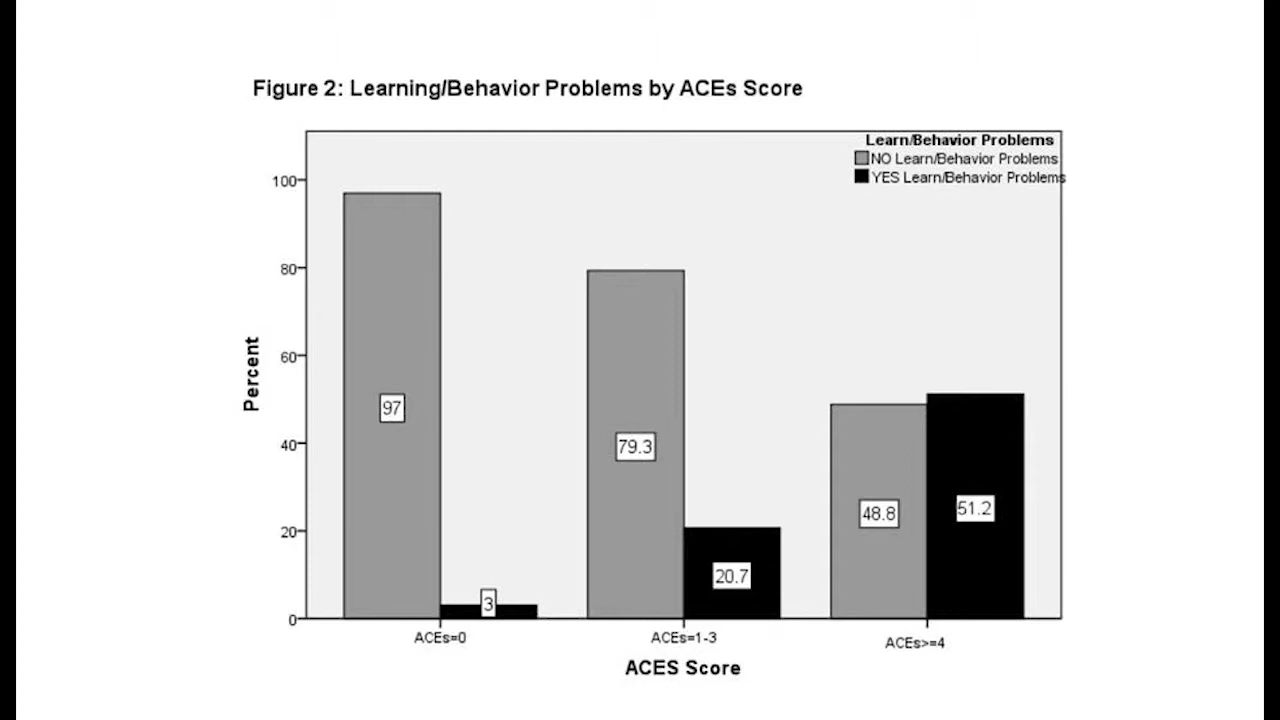 Figure 2: Learning/Behavior Problems by ACEs Score
Learn/Behavior Problems
NO Learn/Behavior Problems
YES Learn/Behavior Problems
100
80
60
40
20
0
Percent
97
3
79.3
20.7
48.8
51.2
ACEs=0
ACEs=1-3
ACEs>=4
ACES Score